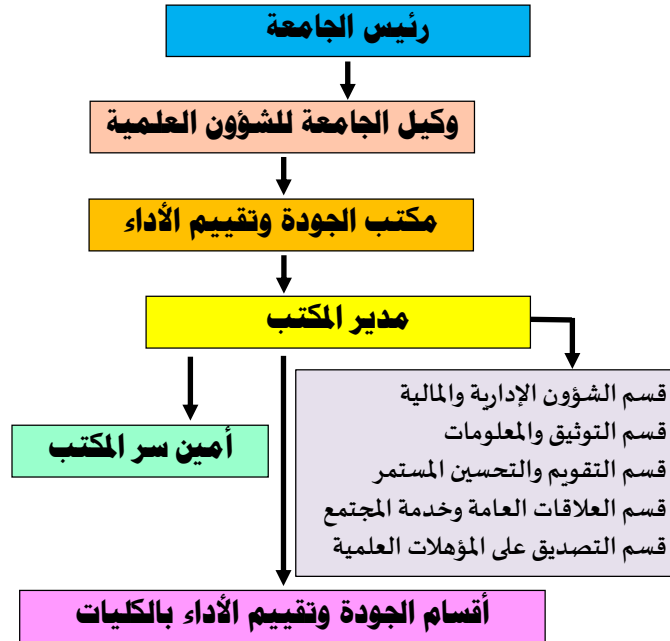 رئيس الجامعة
وكيل الجامعة للشؤون العلمية
مكتب الجودة وتقييم الأداء
مدير المكتب
قسم الشؤون الإدارية والمالية
قسم التوثيق والمعلومات
قسم التقويم والتحسين المستمر
قسم العلاقات العامة وخدمة المجتمع
قسم التصديق على المؤهلات العلمية
أمين سر المكتب
أقسام الجودة وتقييم الأداء بالكليات